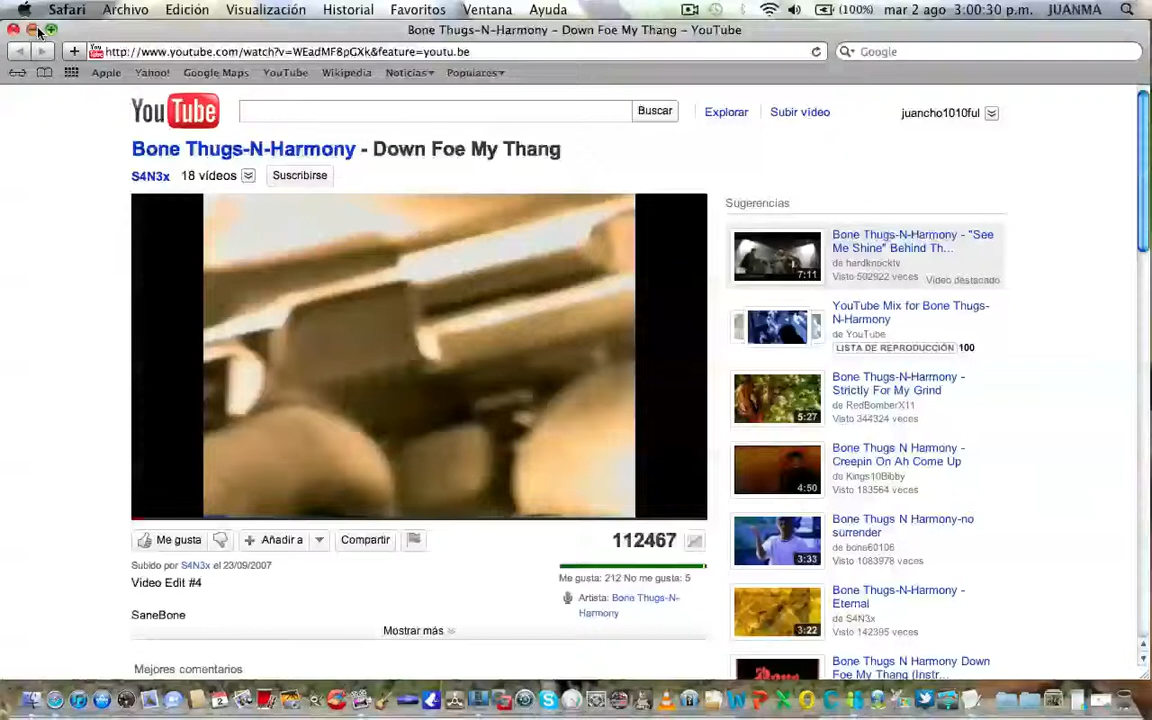 Safari Archivo Edición Visualización Historial Favoritos Ventana Ayuda (100%) mar 2 ago 3:00:30 p.m. JUANMA
Bone Thugs-N-Harmony - Down Foe My Thang – YouTube
http://www.youtube.com/watch?v=WEadMF8pGXk&feature=youtu.be Google
Apple Yahoo! Google Maps YouTube Wikipedia Noticias Populares
YouTube Buscar Explorar Subir vídeo juancho1010ful
Bone Thugs-N-Harmony - Down Foe My Thang
S4N3x 18 vídeos Suscribirse
Sugerencias
Bone Thugs-N-Harmony - "See
Me Shine" Behind Th...
de hardknocktv
Visto 502922 veces Vídeo destacado
7:11
YouTube Mix for Bone Thugs-
N-Harmony
de YouTube
LISTA DE REPRODUCCIÓN 100
Bone Thugs-N-Harmony -
Strictly For My Grind
de RedBomberX11
Visto 344324 veces
5:27
Bone Thugs N Harmony -
Creepin On Ah Come Up
de Kings10Bibby
Visto 183564 veces
4:50
Bone Thugs N Harmony-no
surrender
de bone60106
Visto 1083978 veces
3:33
Bone Thugs-N-Harmony -
Eternal
de S4N3x
Visto 142395 veces
3:22
Bone Thugs N Harmony Down
Foe My Thang (Instr...
Me gusta Añadir a Compartir 112467
Subido por S4N3x el 23/09/2007
Video Edit #4
SaneBone
Me gusta: 212 No me gusta: 5
Artista: Bone Thugs-N-
Harmony
Mostrar más
Mejores comentarios